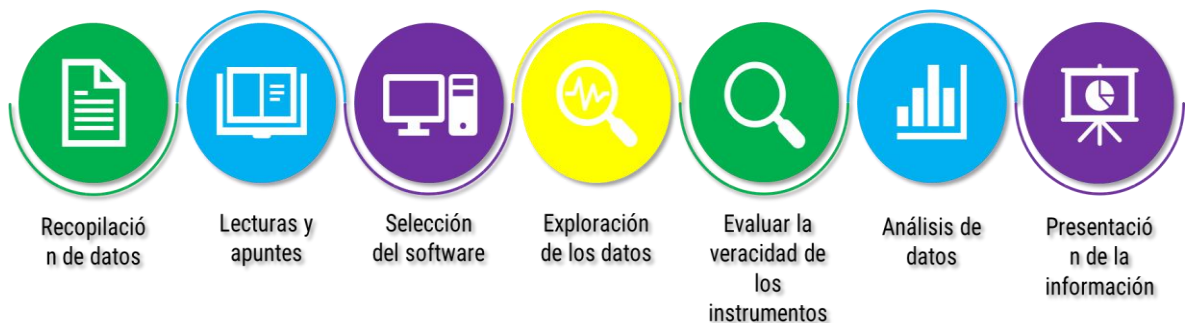 Recopilació
n de datos
Lecturas y
apuntes
Selección
del software
Exploración
de los datos
Evaluar la
veracidad de
los
instrumentos
Análisis de
datos
Presentació
n de la
información